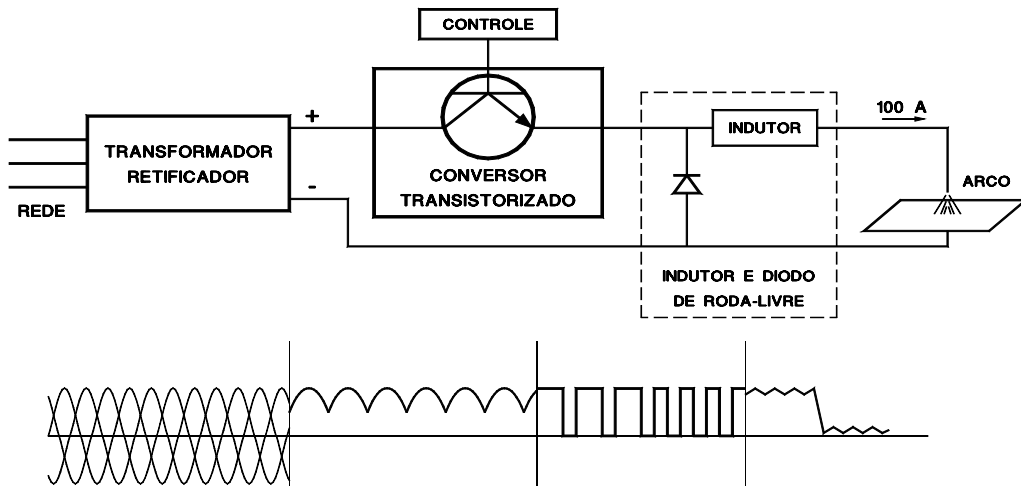 CONTROLE
100 A
+
INDUTOR
TRANSFORMADOR
RETIFICADOR
CONVERSOR
TRANSISTORIZADO
-
ARCO
REDE
INDUTOR E DIODO
DE RODA-LIVRE